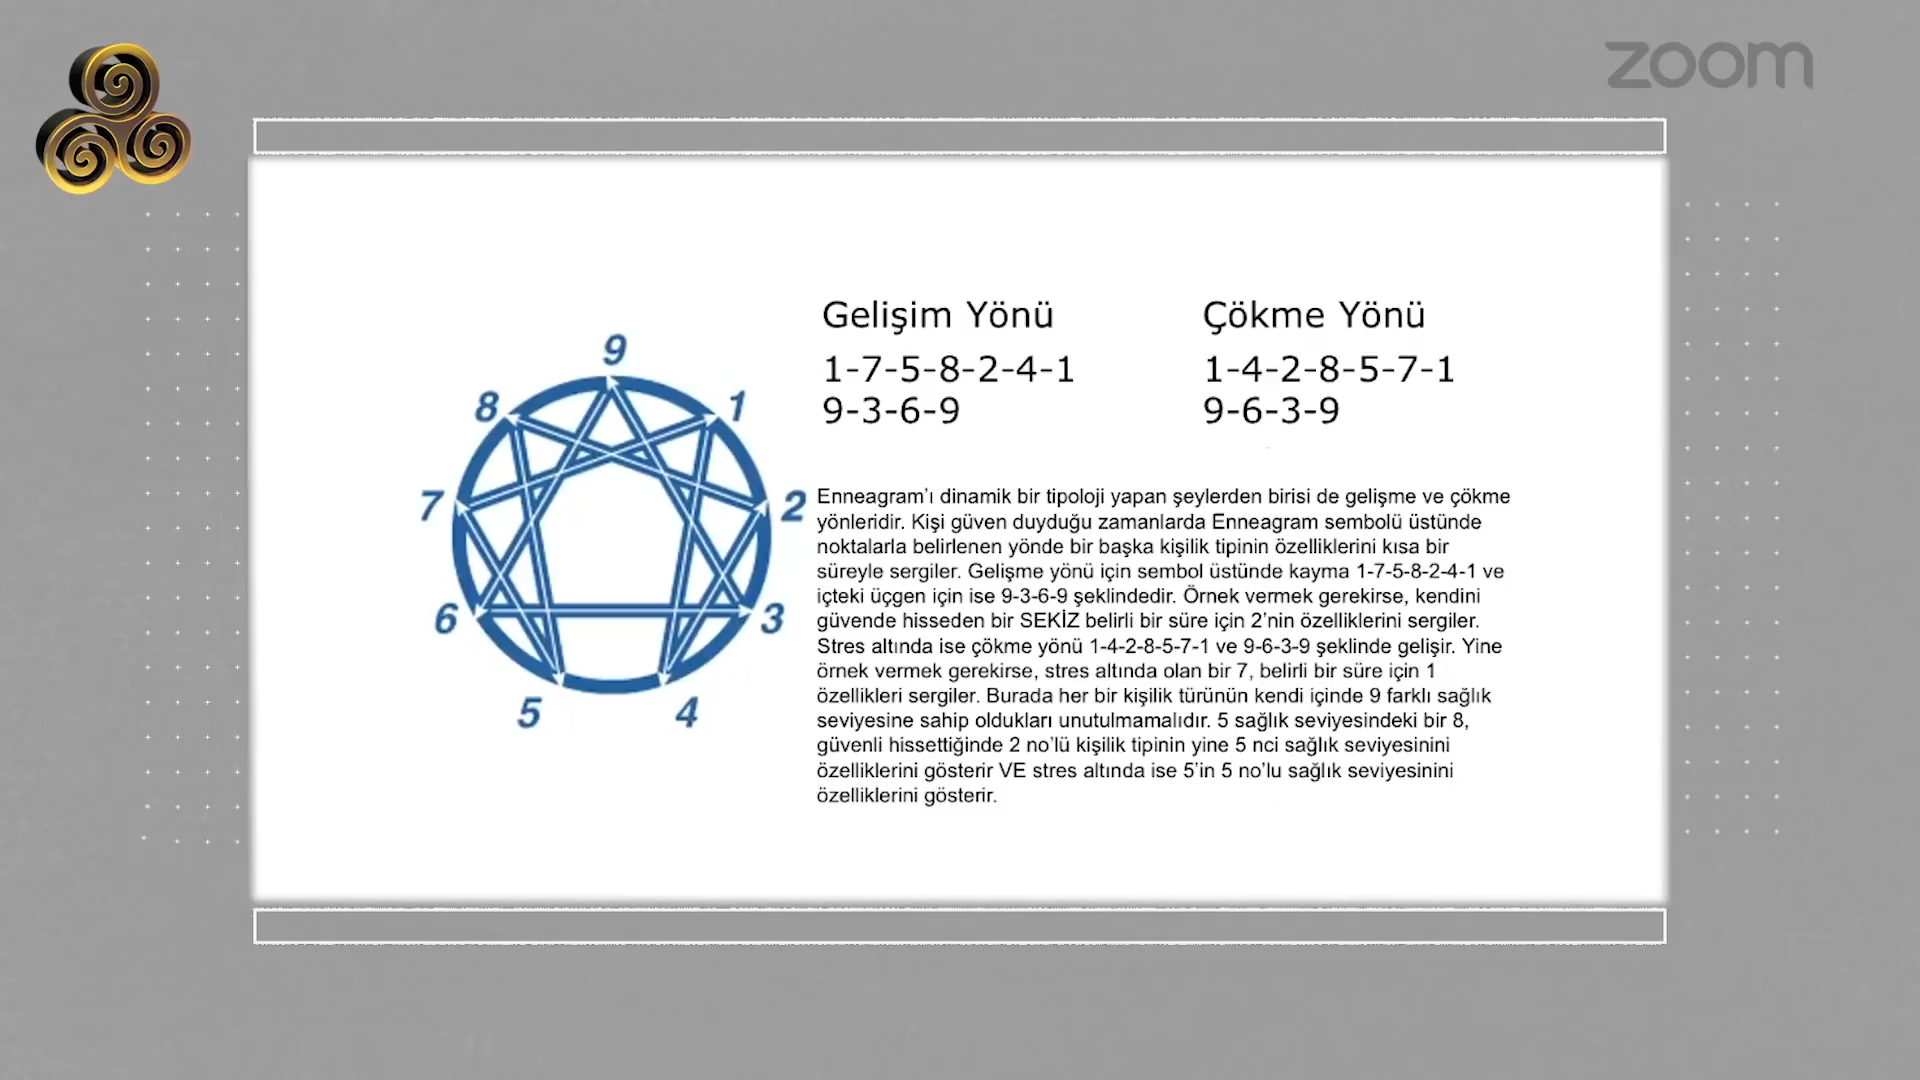 zoom
Gelişim Yönü
1-7-5-8-2-4-1
9-3-6-9
Çökme Yönü
1-4-2-8-5-7-1
9-6-3-9
9
8
1
7
2
6
3
5
4
Enneagram’ı dinamik bir tipoloji yapan şeylerden birisi de gelişme ve çökme
yönleridir. Kişi güven duyduğu zamanlarda Enneagram sembolü üstünde
noktalarla belirlenen yönde bir başka kişilik tipinin özelliklerini kısa bir
süreyle sergiler. Gelişme yönü için sembol üstünde kayma 1-7-5-8-2-4-1 ve
içteki üçgen için ise 9-3-6-9 şeklindedir. Örnek vermek gerekirse, kendini
güvende hisseden bir SEKİZ belirli bir süre için 2’nin özelliklerini sergiler.
Stres altında ise çökme yönü 1-4-2-8-5-7-1 ve 9-6-3-9 şeklinde gelişir. Yine
örnek vermek gerekirse, stres altında olan bir 7, belirli bir süre için 1
özellikleri sergiler. Burada her bir kişilik türünün kendi içinde 9 farklı sağlık
seviyesine sahip oldukları unutulmamalıdır. 5 sağlık seviyesindeki bir 8,
güvenli hissettiğinde 2 no’lü kişilik tipinin yine 5 nci sağlık seviyesinini
özelliklerini gösterir VE stres altında ise 5’in 5 no’lu sağlık seviyesinini
özelliklerini gösterir.